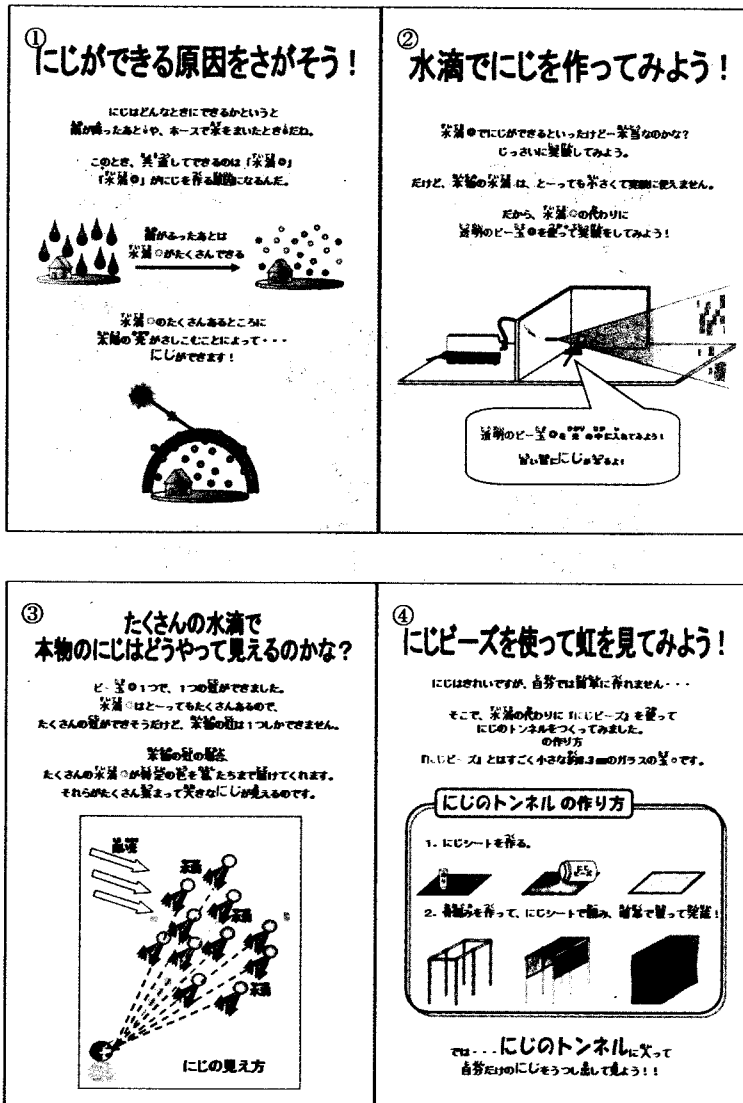 ①
にじができる原因をさがそう！
にじはどんなときにできるかというと
雨が降ったあとや、ホースで水をまいたときだね。
このとき、共通してできるのは「水滴」
「水滴」がにじを作る原因になるんだ。
雨がふったあとは
水滴がたくさんできる
水滴のたくさんあるところに
太陽の光がさしこむことによって・・・
にじができます！
②
水滴でにじを作ってみよう！
水滴でにじができるといったけど…本当なのかな？
じっさいに実験してみよう。
だけど、本物の水滴は、とーっても小さくて実験に使えません。
だから、水滴の代わりに
透明のビー玉を使って実験をしてみよう！
透明のビー玉を光の中に入れてみよう！
白い壁ににじが出るよ！
③
たくさんの水滴で
本物のにじはどうやって見えるのかな？
ビー玉１つで、１つの虹ができました。
水滴はとーってもたくさんあるので、
たくさんの虹ができそうだけど、本物の虹は１つしかできません。
本物の虹の場合、
たくさんの水滴が特定の色を私たちまで届けてくれます。
それらがたくさん集まって大きなにじが見えるのです。
太陽光
水滴
水滴
水滴
水滴
にじの見え方
④
にじビーズを使って虹を見てみよう！
にじはきれいですが、自分では簡単に作れません・・・
そこで、水滴の代わりに『にじビーズ』を使って
にじのトンネルをつくってみました。
の作り方
『にじビーズ』とはすごく小さな約0.3mmのガラスの玉です。
にじのトンネル の作り方
1. にじシートを作る。
2. 骨組みを作って、にじシートで囲み、暗幕で覆って完成！
では・・・にじのトンネルに入って
自分だけのにじをうつし出して見よう！！